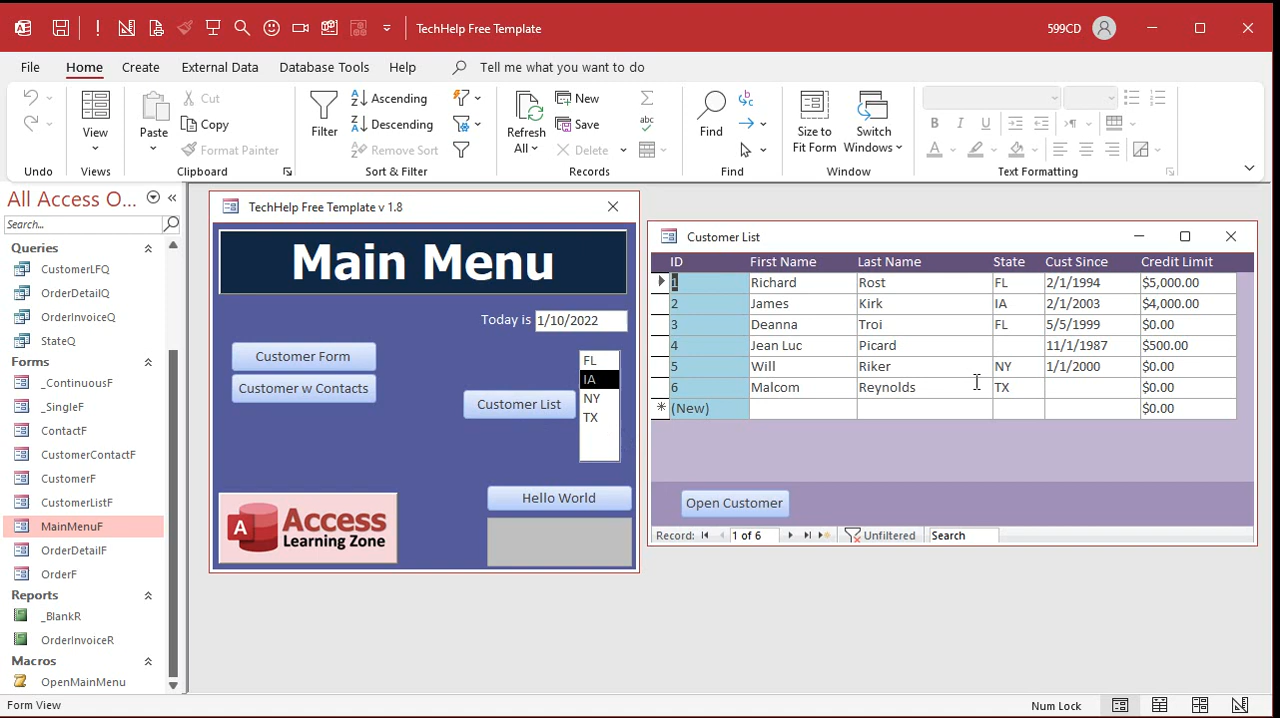 TechHelp Free Template
599CD
File Home Create External Data Database Tools Help Tell me what you want to do
Undo
View
Views
Paste
Cut
Copy
Format Painter
Clipboard
Filter
Ascending
Descending
Remove Sort
Sort & Filter
Refresh All
New
Save
Delete
Records
Find
Find
Size to Fit Form
Switch Windows
Window
B I U
Text Formatting
All Access O...
Search...
Queries
CustomerLFQ
OrderDetailQ
OrderInvoiceQ
StateQ
Forms
_ContinuousF
_SingleF
ContactF
CustomerContactF
CustomerF
CustomerListF
MainMenuF
OrderDetailF
OrderF
Reports
_BlankR
OrderInvoiceR
Macros
OpenMainMenu
TechHelp Free Template v 1.8
Main Menu
Today is 1/10/2022
Customer Form
Customer w Contacts
Customer List
FL
IA
NY
TX
Hello World
A Access
Learning Zone
Customer List
ID First Name Last Name State Cust Since Credit Limit
1 Richard Rost FL 2/1/1994 $5,000.00
2 James Kirk IA 2/1/2003 $4,000.00
3 Deanna Troi FL 5/5/1999 $0.00
4 Jean Luc Picard 11/1/1987 $500.00
5 Will Riker NY 1/1/2000 $0.00
6 Malcom Reynolds TX $0.00
* (New) $0.00
Open Customer
Record: 1 of 6 Unfiltered Search
Form View
Num Lock